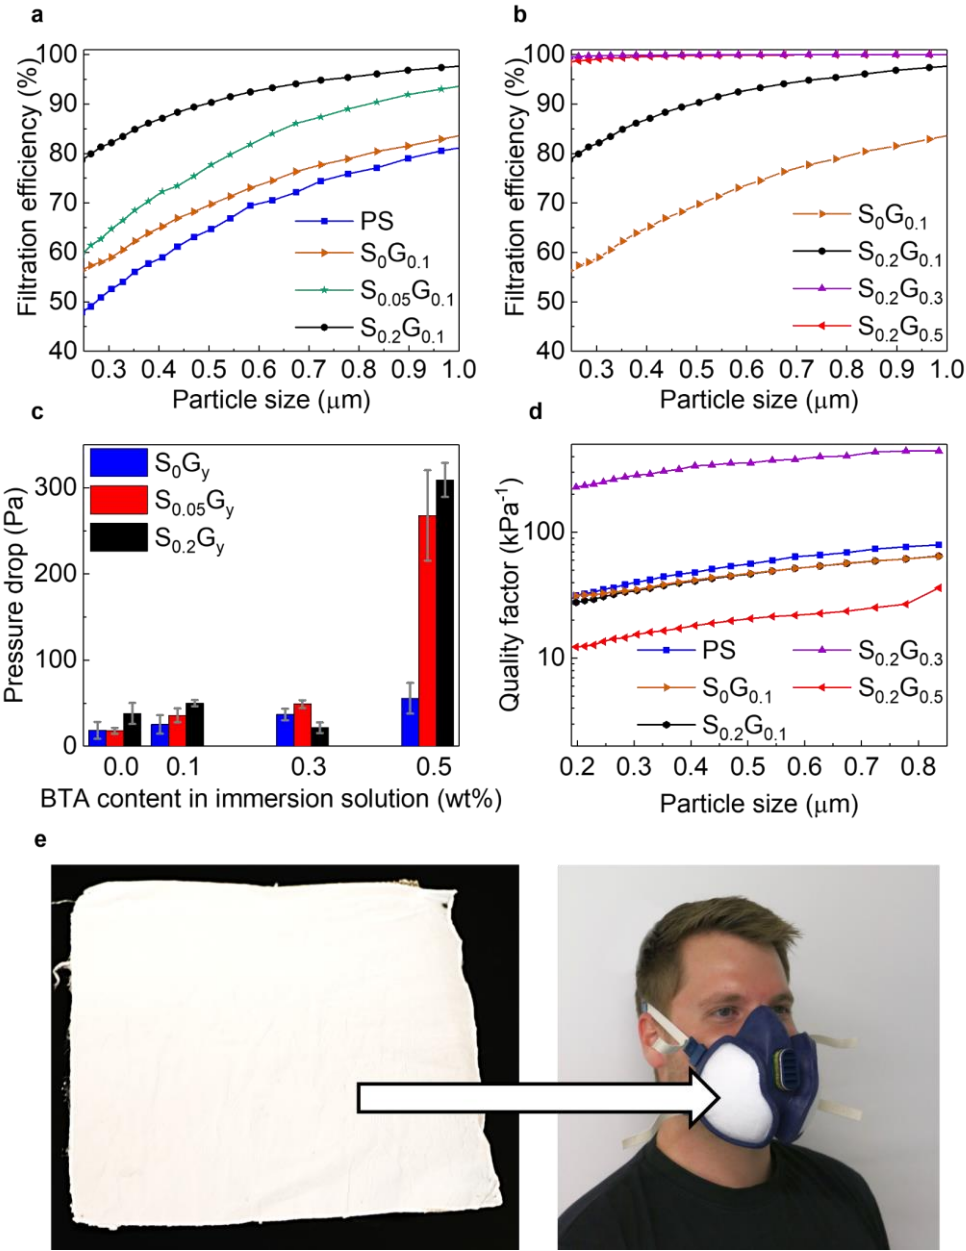 a
Filtration efficiency (%)
100
90
80
70
60
50
40
0.3 0.4 0.5 0.6 0.7 0.8 0.9 1.0
Particle size (μm)
PS
S₀G₀.₁
S₀.₀₅G₀.₁
S₀.₂G₀.₁
b
Filtration efficiency (%)
100
90
80
70
60
50
40
0.3 0.4 0.5 0.6 0.7 0.8 0.9 1.0
Particle size (μm)
S₀G₀.₁
S₀.₂G₀.₁
S₀.₂G₀.₃
S₀.₂G₀.₅
c
Pressure drop (Pa)
300
200
100
0
0.0 0.1 0.3 0.5
BTA content in immersion solution (wt%)
S₀Gy
S₀.₀₅Gy
S₀.₂Gy
d
Quality factor (kPa⁻¹)
100
10
0.2 0.3 0.4 0.5 0.6 0.7 0.8
Particle size (μm)
PS
S₀G₀.₁
S₀.₂G₀.₁
S₀.₂G₀.₃
S₀.₂G₀.₅
e